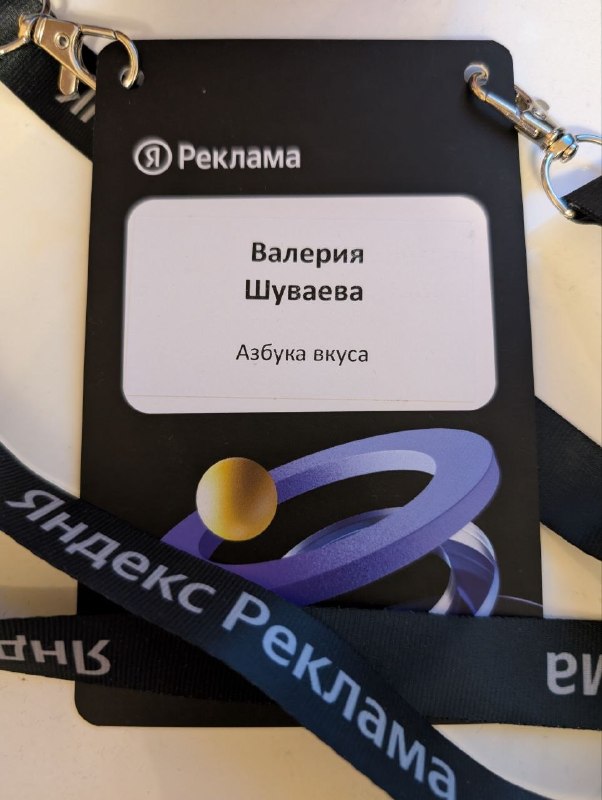 Я Реклама
Валерия
Шуваева
Азбука вкуса
Яндекс Реклама
Янд
ма